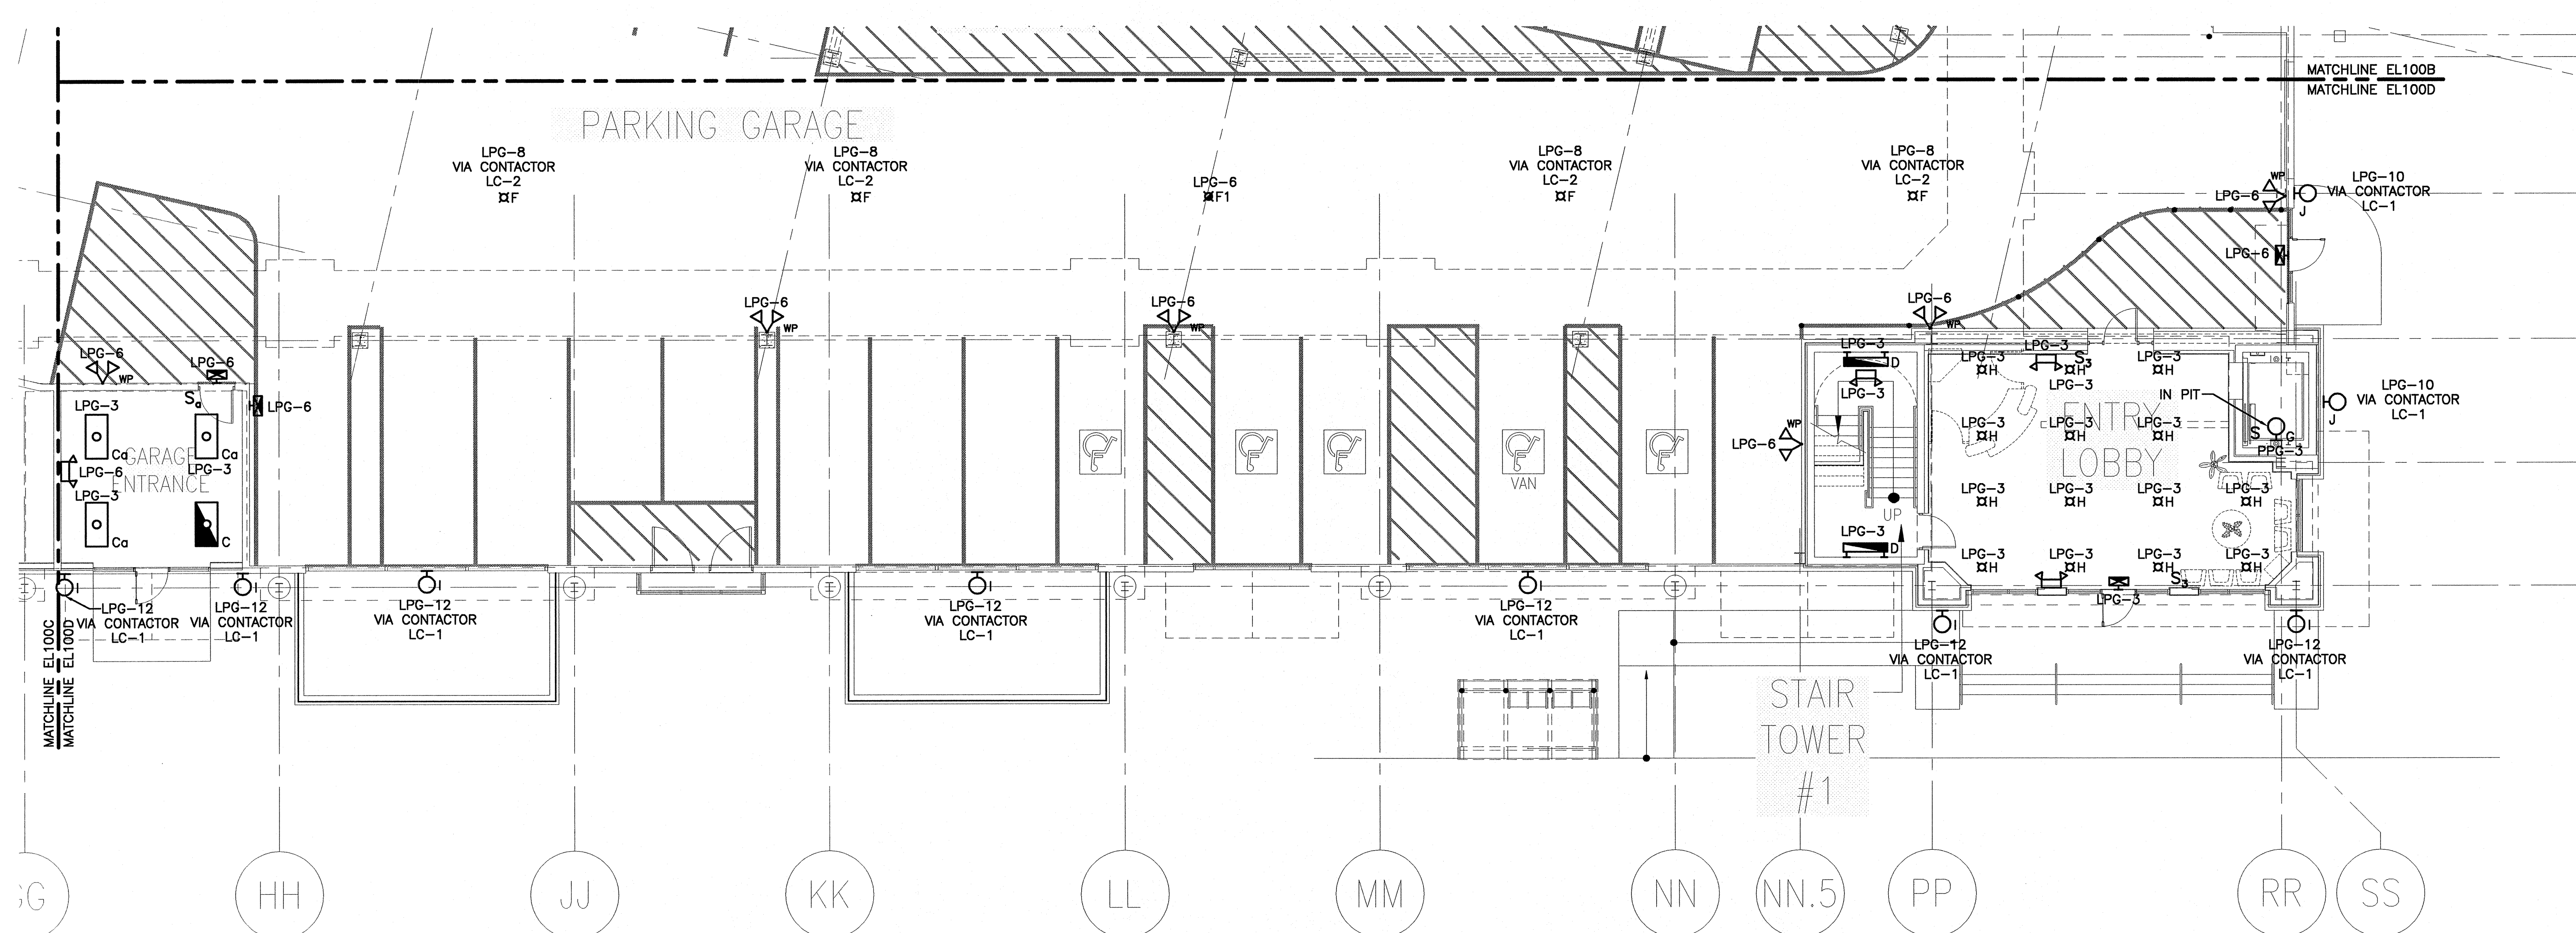 MATCHLINE EL100B
MATCHLINE EL100D
PARKING GARAGE
LPG-8
VIA CONTACTOR
LC-2
F
LPG-8
VIA CONTACTOR
LC-2
F
LPG-6
F1
LPG-8
VIA CONTACTOR
LC-2
F
LPG-8
VIA CONTACTOR
LC-2
F
WP
LPG-6
J
LPG-10
VIA CONTACTOR
LC-1
LPG-6
LPG-6
WP
LPG-6
WP
LPG-6
WP
LPG-6
WP
LPG-6
LPG-6
Sa
LPG-3
Ca
Ca
LPG-3
GARAGE
ENTRANCE
LPG-6
LPG-3
Ca
C
VAN
WP
LPG-6
LPG-3
D
LPG-3
UP
LPG-3
D
LPG-3
H
LPG-3
S3
H
LPG-3
LPG-3
H
ENTRY
LOBBY
LPG-3
H
H
LPG-3
H
IN PIT
S
G
PPG-3
LPG-10
VIA CONTACTOR
LC-1
J
LPG-3
H
LPG-3
H
LPG-3
H
LPG-3
H
LPG-3
H
LPG-3
H
LPG-3
H
LPG-3
H
S3
LPG-3
I
LPG-12
VIA CONTACTOR
LC-1
I
LPG-12
VIA CONTACTOR
LC-1
I
LPG-12
VIA CONTACTOR
LC-1
I
LPG-12
VIA CONTACTOR
LC-1
I
LPG-12
VIA CONTACTOR
LC-1
I
LPG-12
VIA CONTACTOR
LC-1
I
LPG-12
VIA CONTACTOR
LC-1
MATCHLINE EL100C
MATCHLINE EL100D
STAIR
TOWER
#1
GG
HH
JJ
KK
LL
MM
NN
NN.5
PP
RR
SS